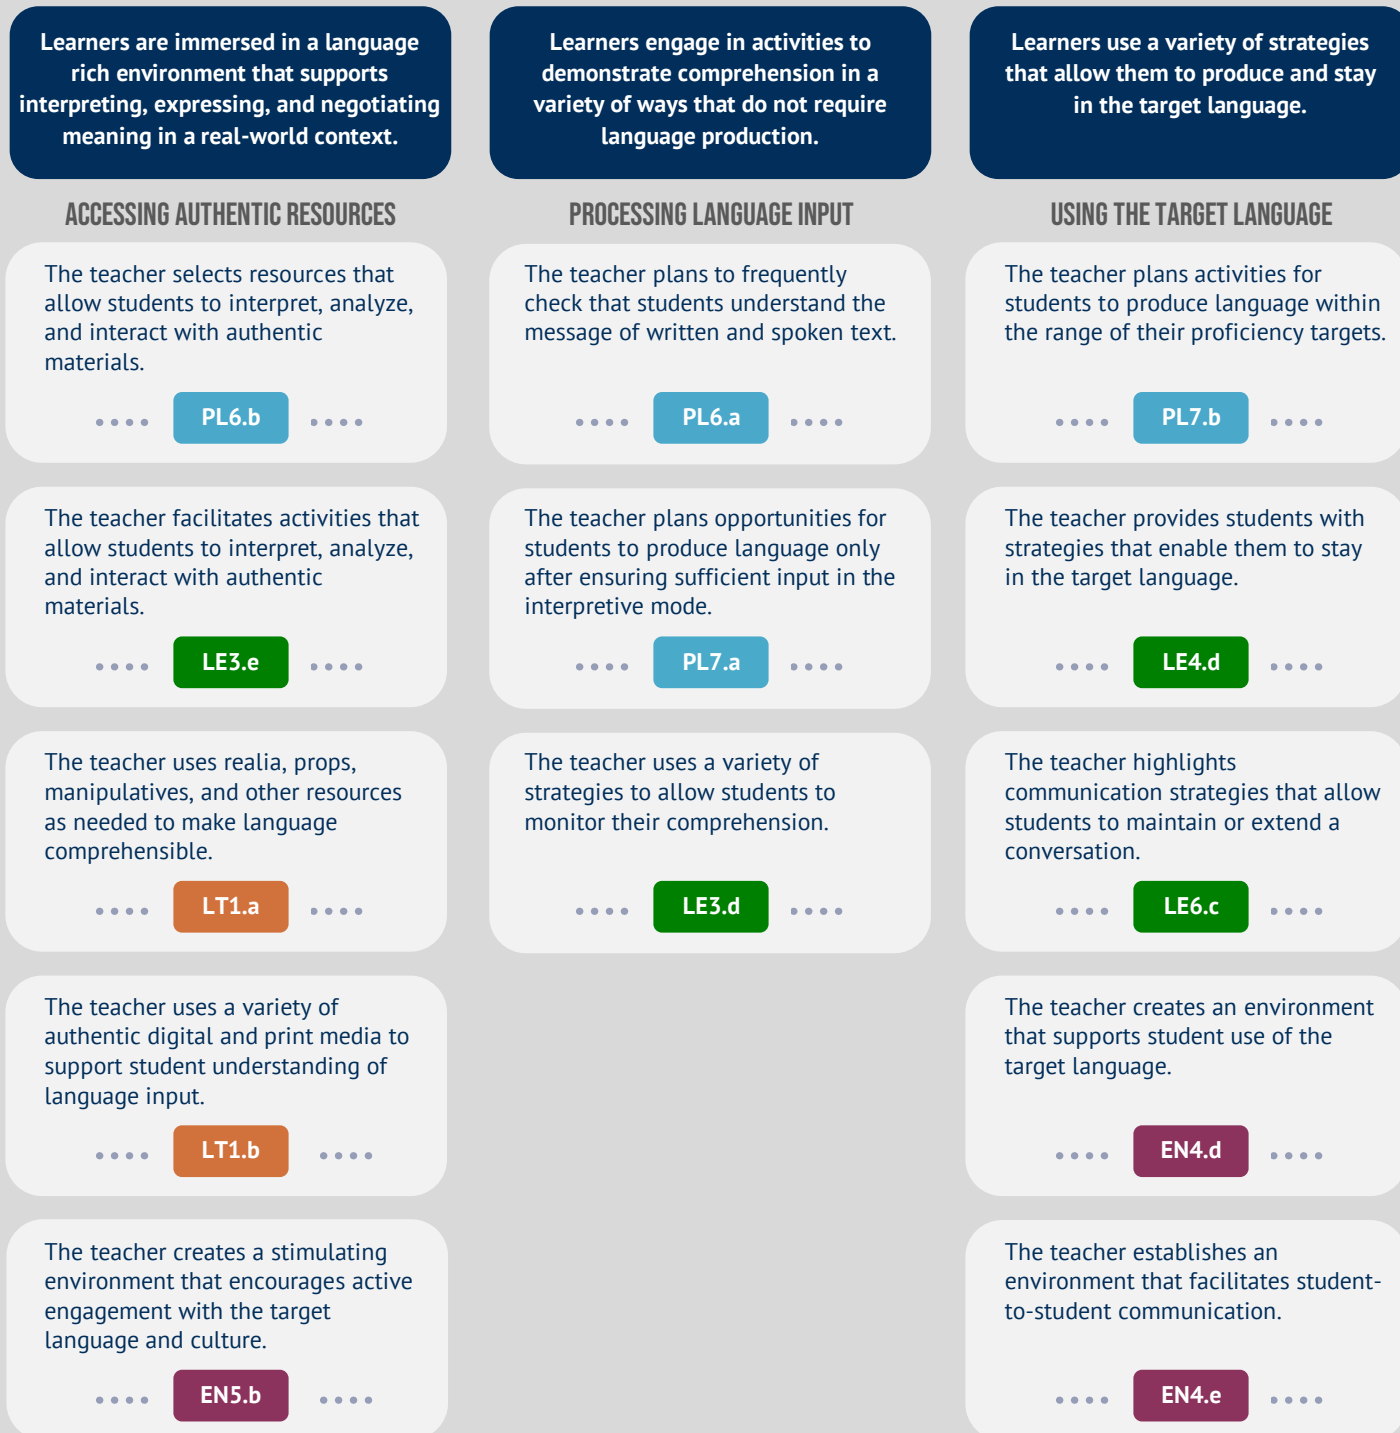 Learners are immersed in a language
rich environment that supports
interpreting, expressing, and negotiating
meaning in a real-world context.
ACCESSING AUTHENTIC RESOURCES
The teacher selects resources that
allow students to interpret, analyze,
and interact with authentic
materials.
PL6.b
The teacher facilitates activities that
allow students to interpret, analyze,
and interact with authentic
materials.
LE3.e
The teacher uses realia, props,
manipulatives, and other resources
as needed to make language
comprehensible.
LT1.a
The teacher uses a variety of
authentic digital and print media to
support student understanding of
language input.
LT1.b
The teacher creates a stimulating
environment that encourages active
engagement with the target
language and culture.
EN5.b
Learners engage in activities to
demonstrate comprehension in a
variety of ways that do not require
language production.
PROCESSING LANGUAGE INPUT
The teacher plans to frequently
check that students understand the
message of written and spoken text.
PL6.a
The teacher plans opportunities for
students to produce language only
after ensuring sufficient input in the
interpretive mode.
PL7.a
The teacher uses a variety of
strategies to allow students to
monitor their comprehension.
LE3.d
Learners use a variety of strategies
that allow them to produce and stay
in the target language.
USING THE TARGET LANGUAGE
The teacher plans activities for
students to produce language within
the range of their proficiency targets.
PL7.b
The teacher provides students with
strategies that enable them to stay
in the target language.
LE4.d
The teacher highlights
communication strategies that allow
students to maintain or extend a
conversation.
LE6.c
The teacher creates an environment
that supports student use of the
target language.
EN4.d
The teacher establishes an
environment that facilitates student-
to-student communication.
EN4.e